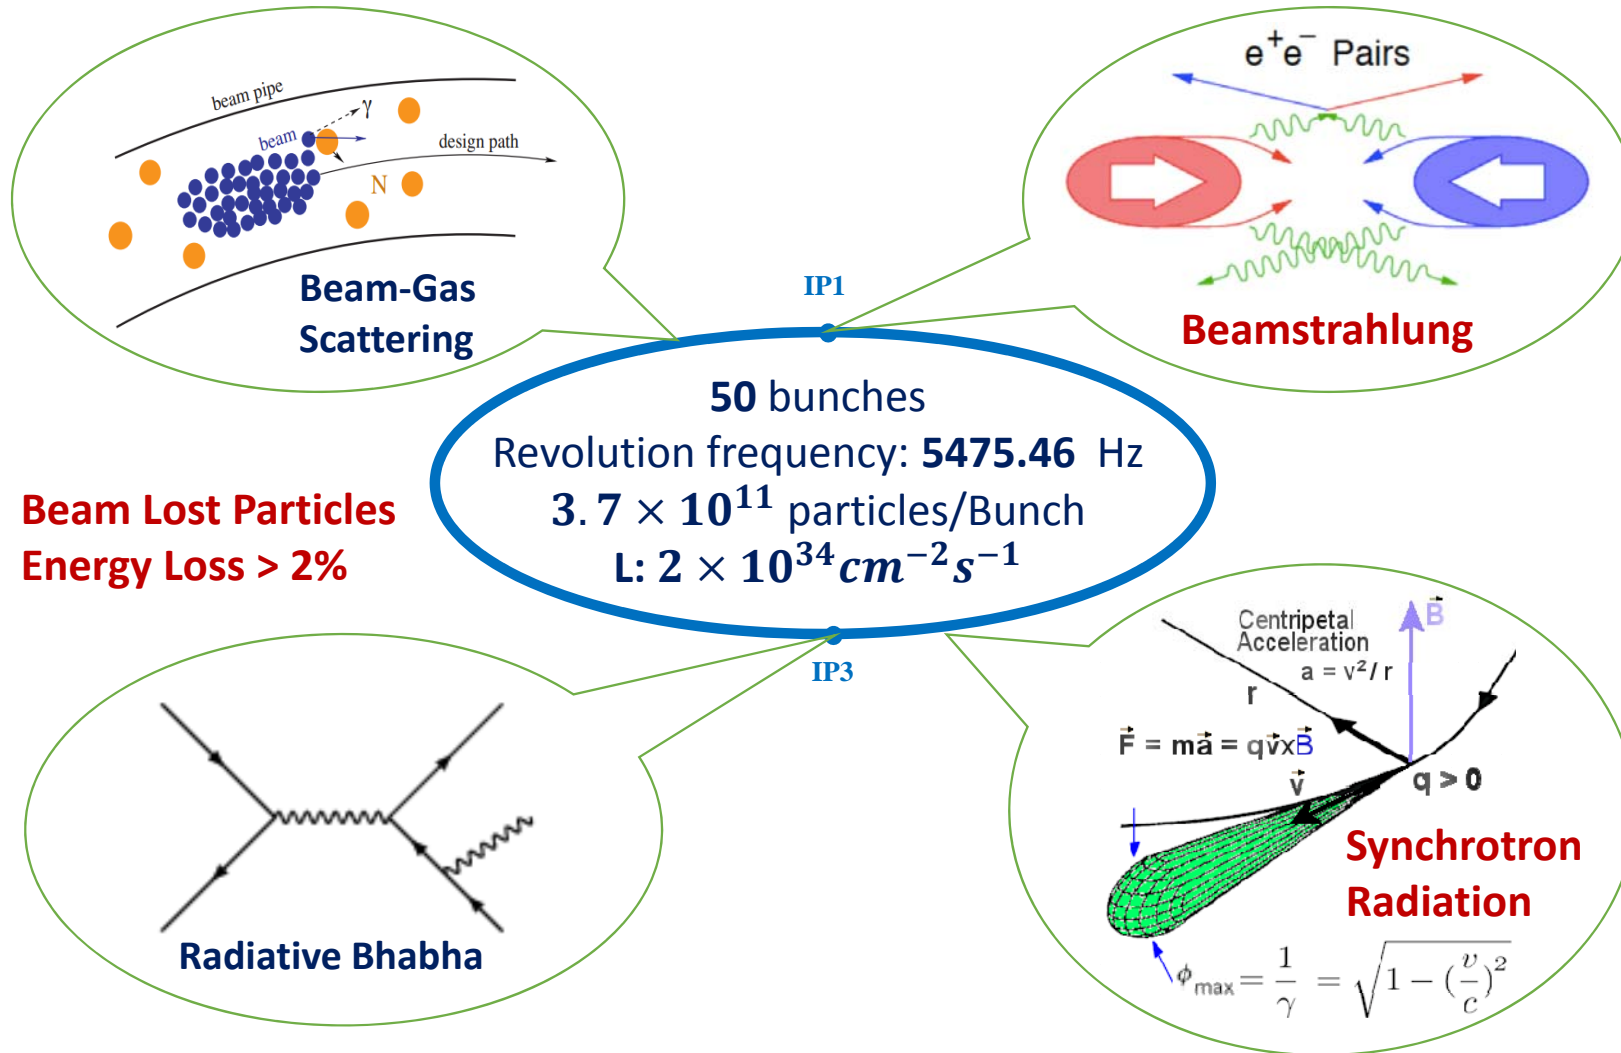 beam pipe
γ
beam
design path
N
Beam-Gas
Scattering
e⁺e⁻ Pairs
Beamstrahlung
IP1
50 bunches
Revolution frequency: 5475.46 Hz
3.7 × 10¹¹ particles/Bunch
L: 2 × 10³⁴cm⁻²s⁻¹
IP3
Beam Lost Particles
Energy Loss > 2%
Radiative Bhabha
Centripetal
Acceleration
a = v²/ r
B⃗
r
F⃗ = ma⃗ = qv⃗xB⃗
v⃗
q > 0
Synchrotron
Radiation
ϕmax = 1/γ = √(1 − (v/c)²)